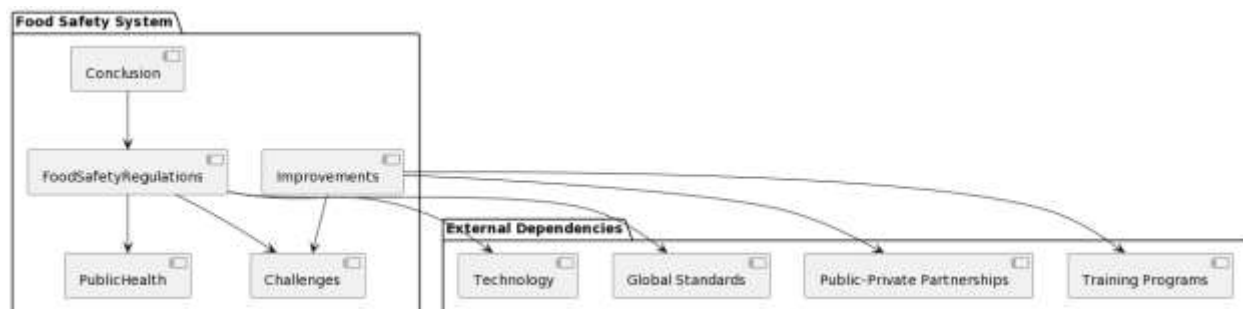 Food Safety System
Conclusion
FoodSafetyRegulations
Improvements
External Dependencies
PublicHealth
Challenges
Technology
Global Standards
Public-Private Partnerships
Training Programs